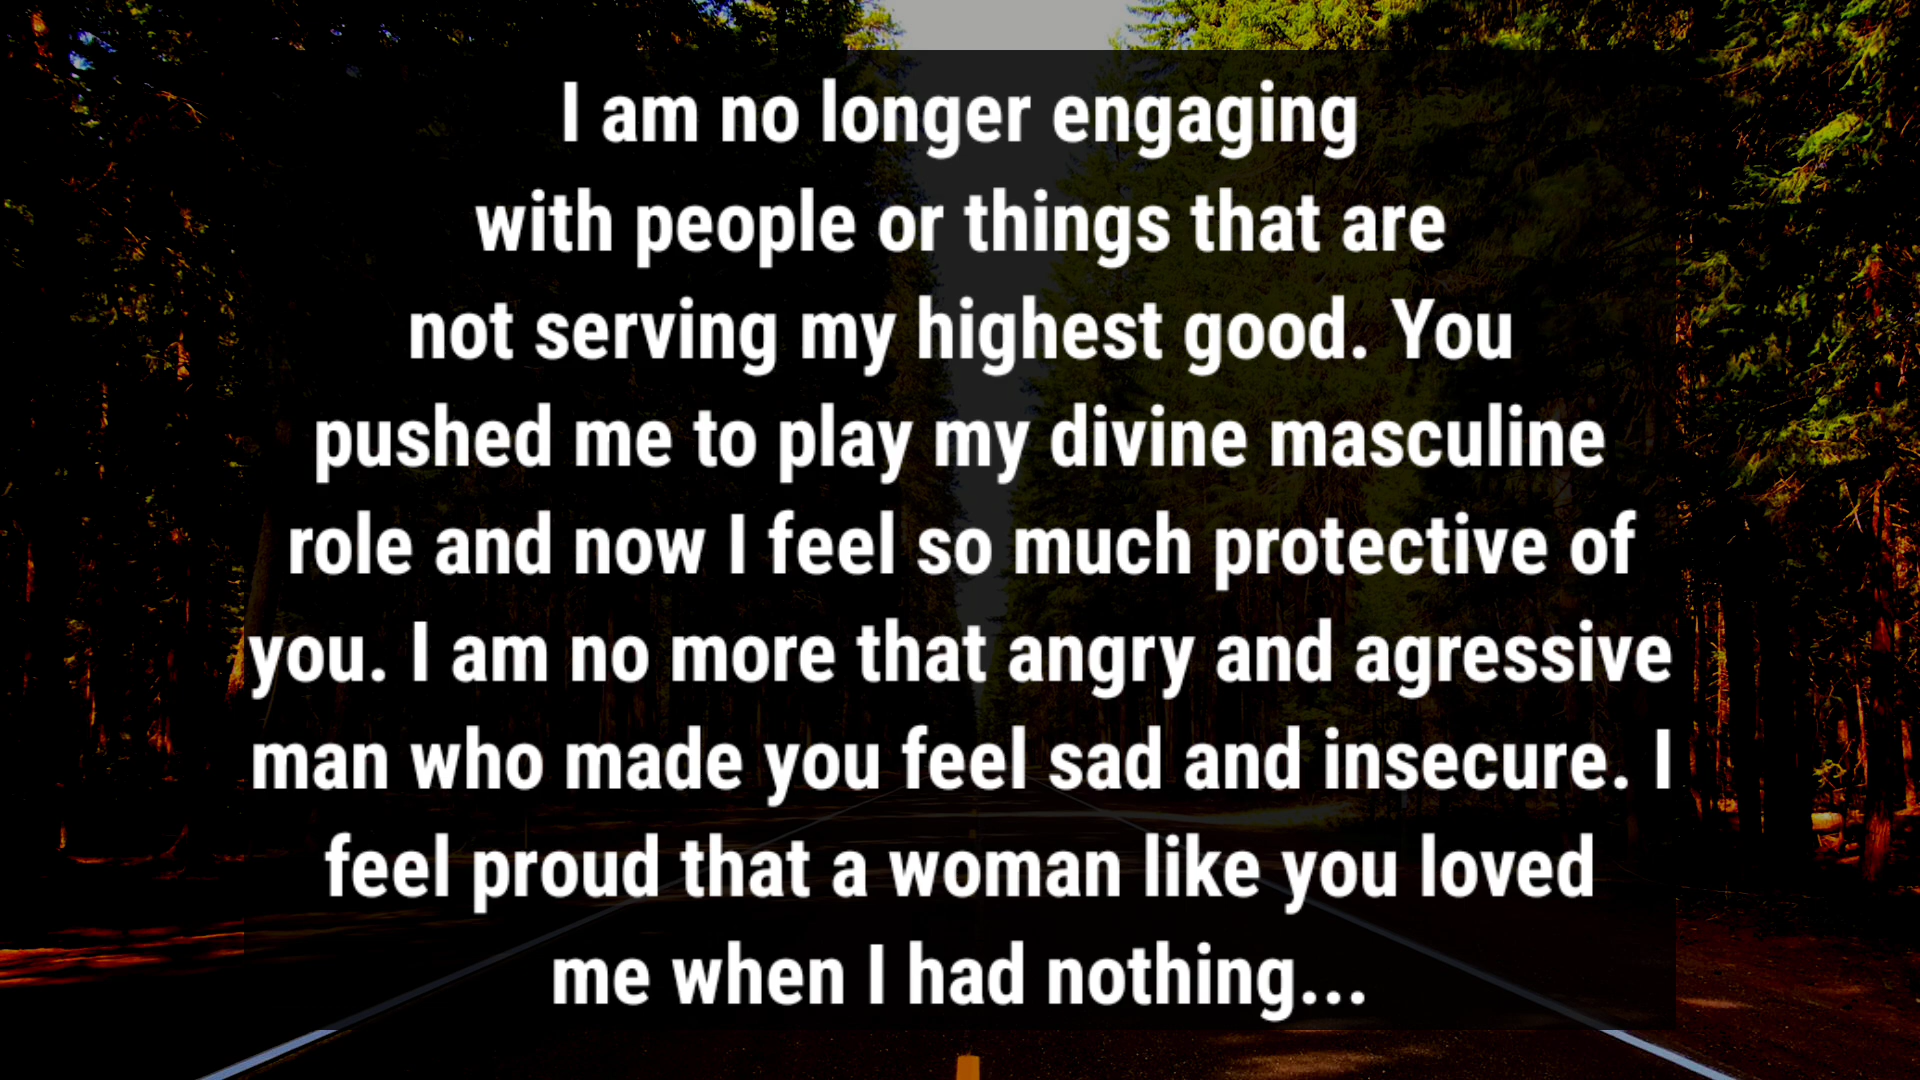 I am no longer engaging
with people or things that are
not serving my highest good. You
pushed me to play my divine masculine
role and now I feel so much protective of
you. I am no more that angry and agressive
man who made you feel sad and insecure. I
feel proud that a woman like you loved
me when I had nothing...